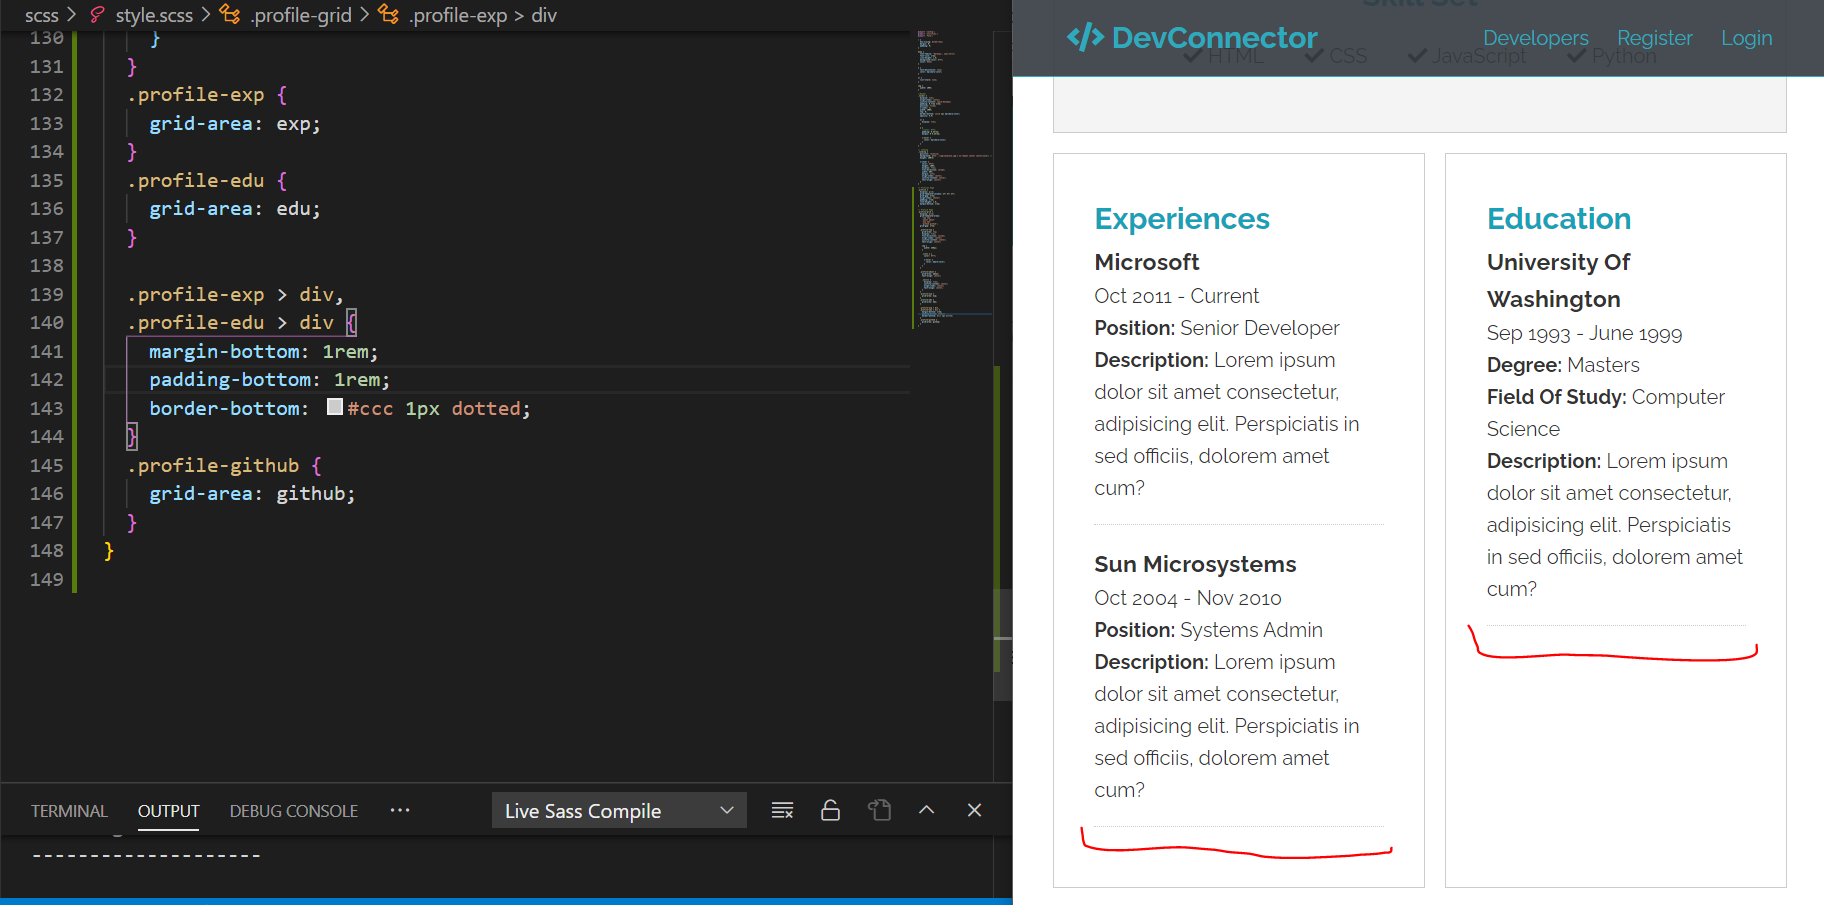 scss > style.scss > .profile-grid > .profile-exp > div
130 }
131 }
132 .profile-exp {
133 grid-area: exp;
134 }
135 .profile-edu {
136 grid-area: edu;
137 }
138
139 .profile-exp > div,
140 .profile-edu > div {
141 margin-bottom: 1rem;
142 padding-bottom: 1rem;
143 border-bottom: #ccc 1px dotted;
144 }
145 .profile-github {
146 grid-area: github;
147 }
148 }
149
TERMINAL OUTPUT DEBUG CONSOLE ··· Live Sass Compile
--------------------
Skill Set
</> DevConnector Developers Register Login
HTML CSS JavaScript Python
Experiences
Microsoft
Oct 2011 - Current
Position: Senior Developer
Description: Lorem ipsum
dolor sit amet consectetur,
adipisicing elit. Perspiciatis in
sed officiis, dolorem amet
cum?
Sun Microsystems
Oct 2004 - Nov 2010
Position: Systems Admin
Description: Lorem ipsum
dolor sit amet consectetur,
adipisicing elit. Perspiciatis in
sed officiis, dolorem amet
cum?
Education
University Of
Washington
Sep 1993 - June 1999
Degree: Masters
Field Of Study: Computer
Science
Description: Lorem ipsum
dolor sit amet consectetur,
adipisicing elit. Perspiciatis
in sed officiis, dolorem amet
cum?